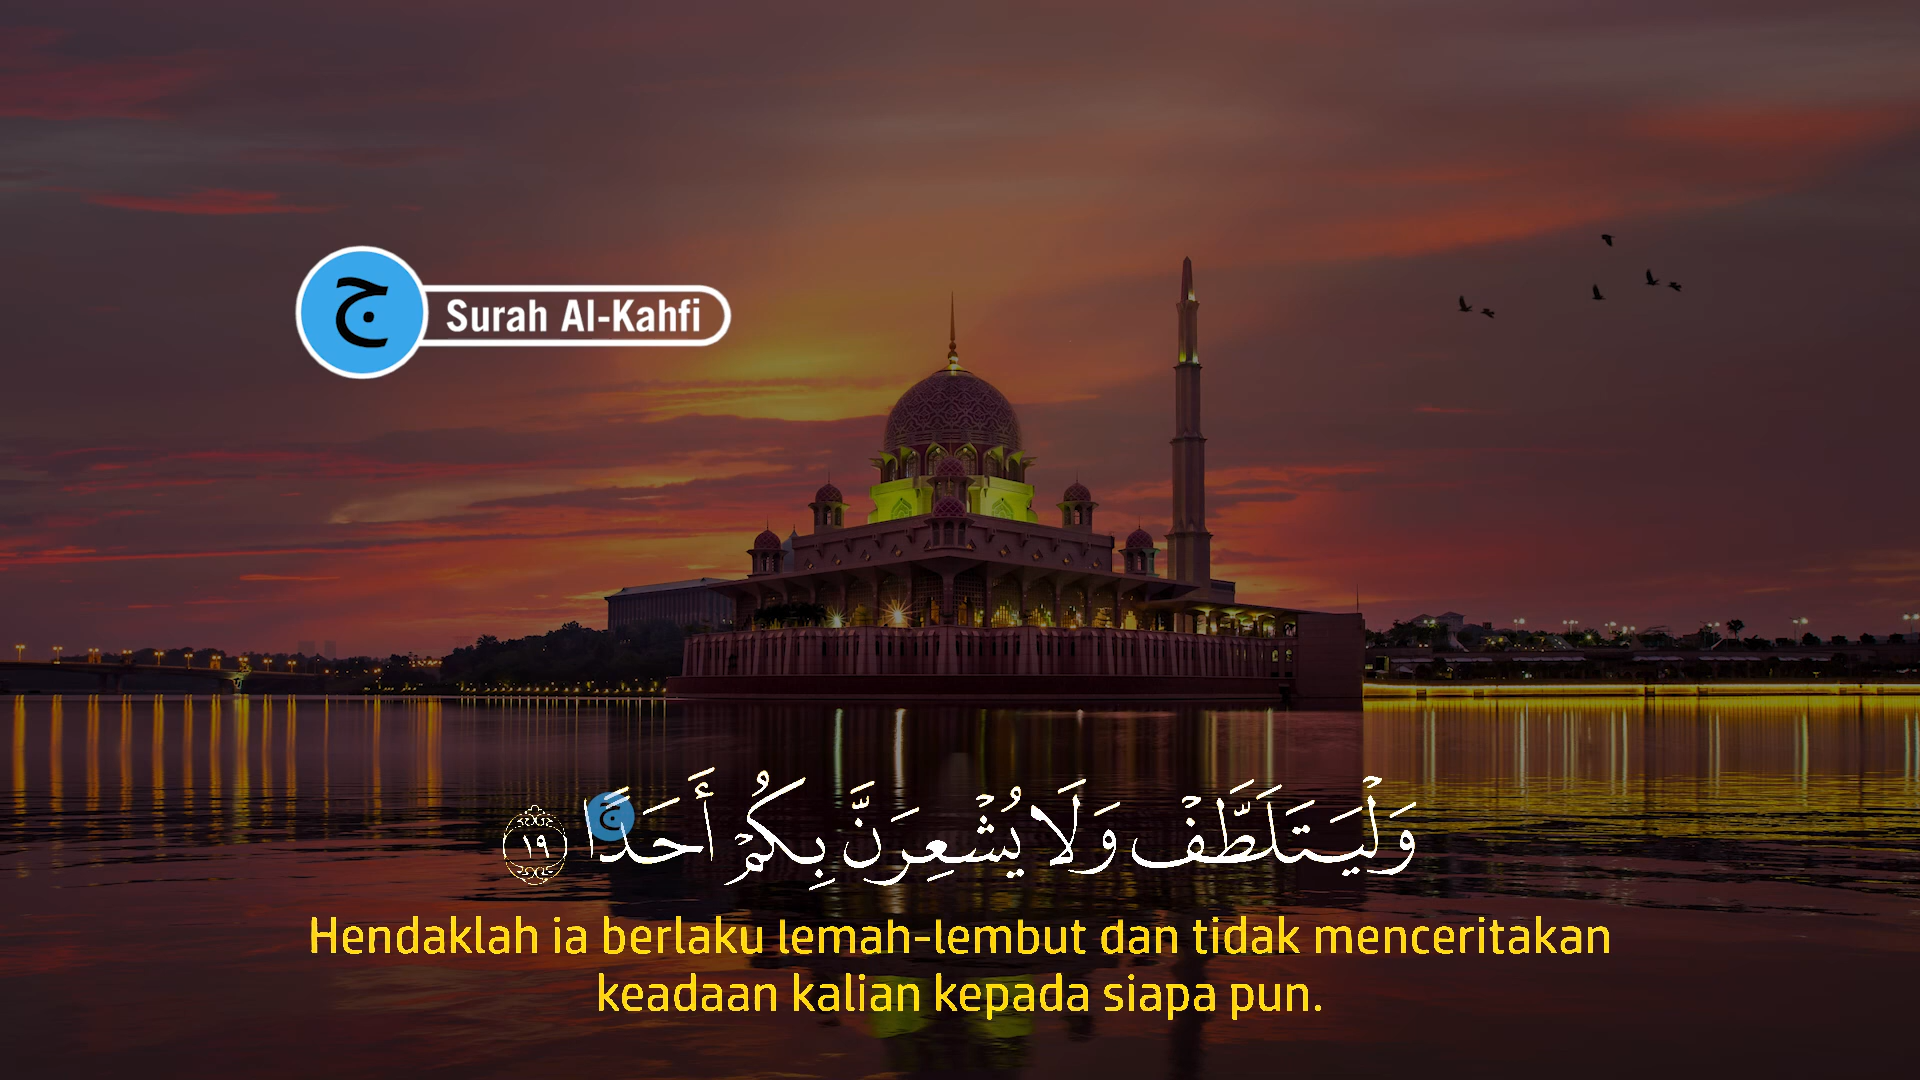 ج
Surah Al-Kahfi
وَلْيَتَلَطَّفْ وَلَا يُشْعِرَنَّ بِكُمْ أَحَدًا ۝١٩
ج
Hendaklah ia berlaku lemah-lembut dan tidak menceritakan
keadaan kalian kepada siapa pun.